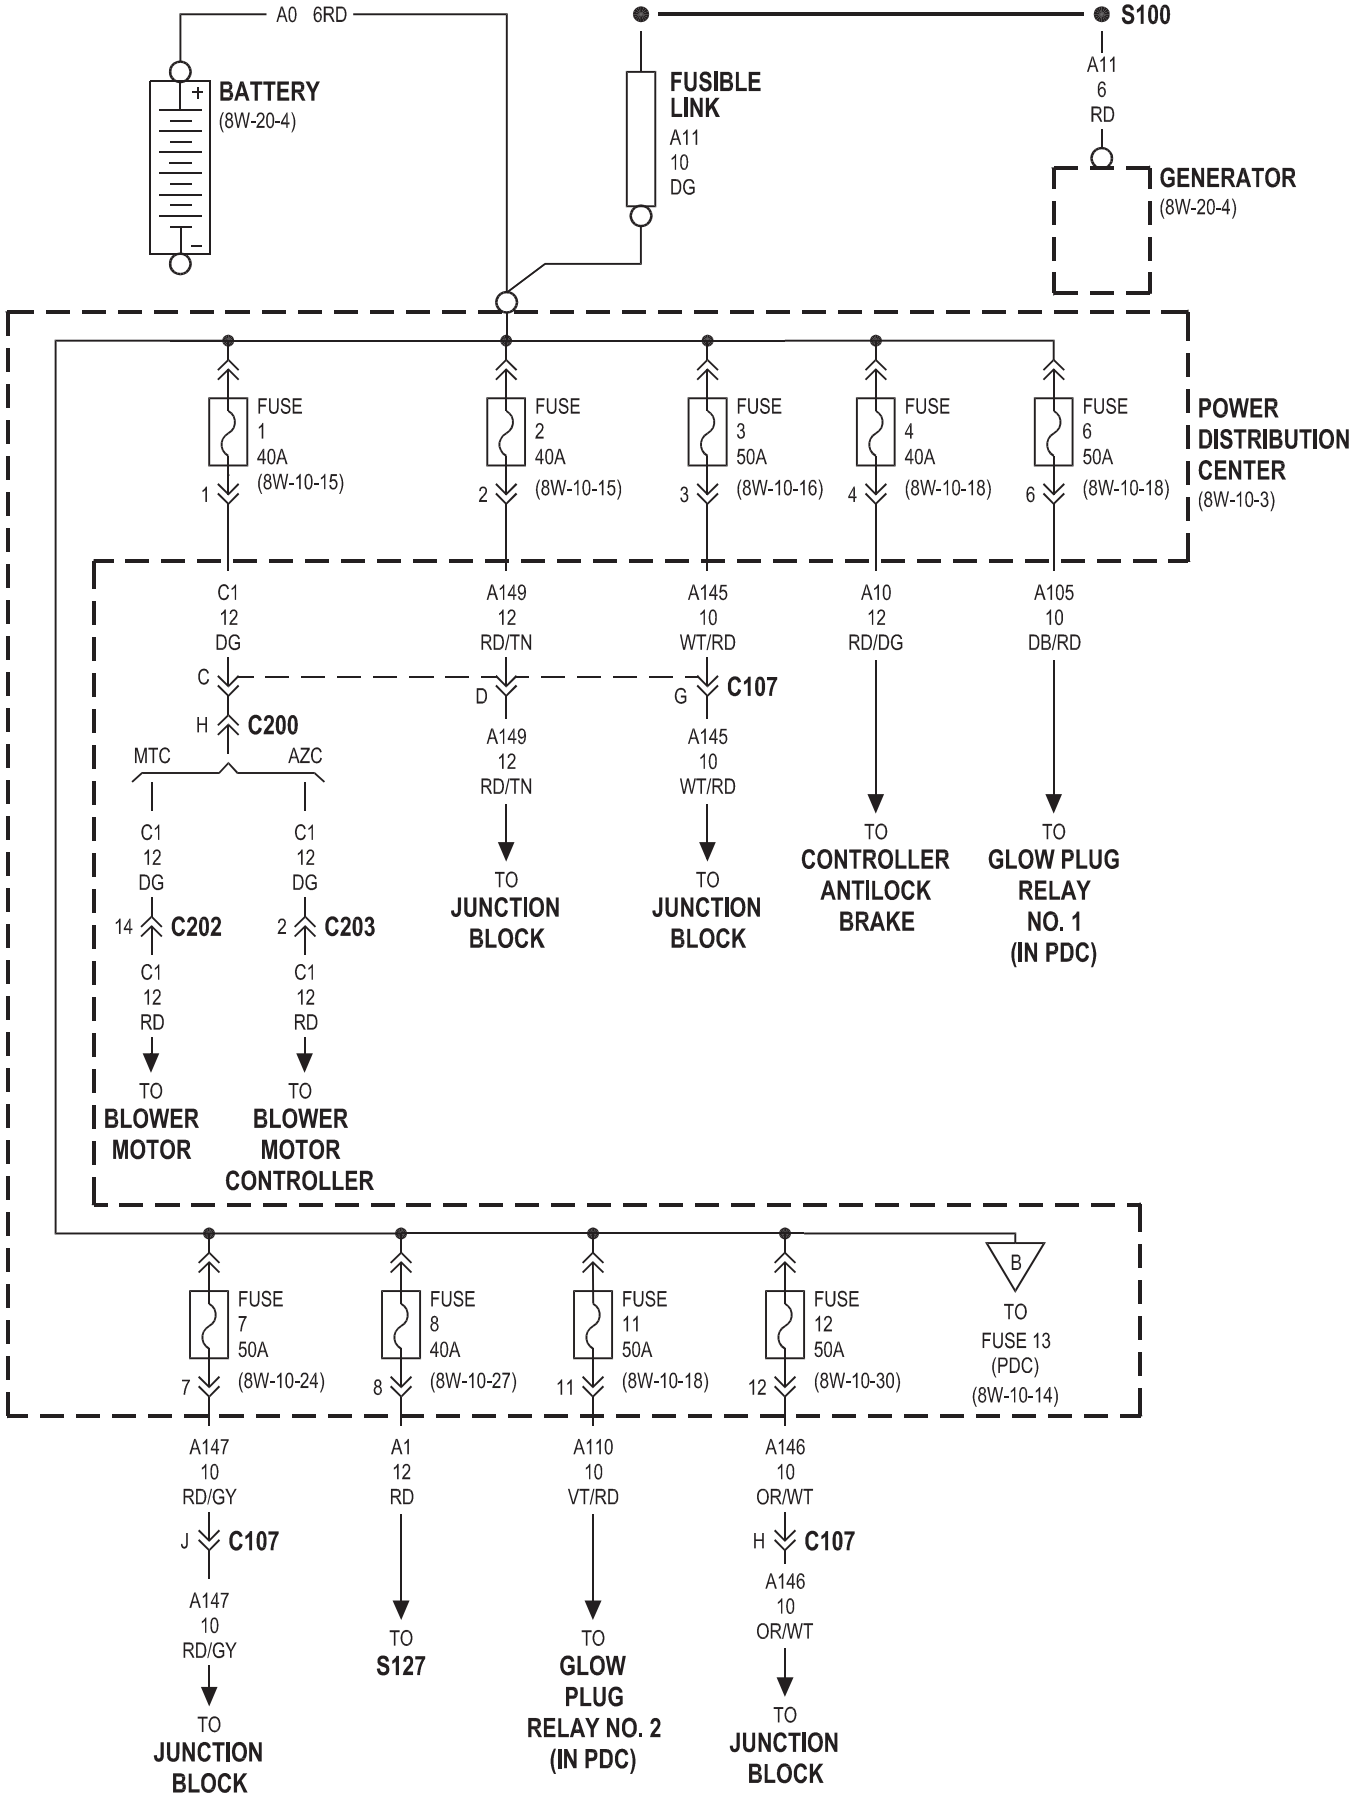 A0 6RD
S100
BATTERY
(8W-20-4)
+
−
FUSIBLE
LINK
A11
10
DG
A11
6
RD
GENERATOR
(8W-20-4)
FUSE
1
40A
(8W-10-15)
1
FUSE
2
40A
(8W-10-15)
2
FUSE
3
50A
(8W-10-16)
3
FUSE
4
40A
(8W-10-18)
4
FUSE
6
50A
(8W-10-18)
6
POWER
DISTRIBUTION
CENTER
(8W-10-3)
C1
12
DG
A149
12
RD/TN
A145
10
WT/RD
A10
12
RD/DG
A105
10
DB/RD
C
D
G
C107
H
C200
MTC
AZC
A149
12
RD/TN
A145
10
WT/RD
C1
12
DG
C1
12
DG
14
C202
2
C203
C1
12
RD
C1
12
RD
TO
BLOWER
MOTOR
TO
BLOWER
MOTOR
CONTROLLER
TO
JUNCTION
BLOCK
TO
JUNCTION
BLOCK
TO
CONTROLLER
ANTILOCK
BRAKE
TO
GLOW PLUG
RELAY
NO. 1
(IN PDC)
FUSE
7
50A
(8W-10-24)
7
FUSE
8
40A
(8W-10-27)
8
FUSE
11
50A
(8W-10-18)
11
FUSE
12
50A
(8W-10-30)
12
B
TO
FUSE 13
(PDC)
(8W-10-14)
A147
10
RD/GY
A1
12
RD
A110
10
VT/RD
A146
10
OR/WT
J
C107
H
C107
A147
10
RD/GY
A146
10
OR/WT
TO
JUNCTION
BLOCK
TO
S127
TO
GLOW
PLUG
RELAY NO. 2
(IN PDC)
TO
JUNCTION
BLOCK